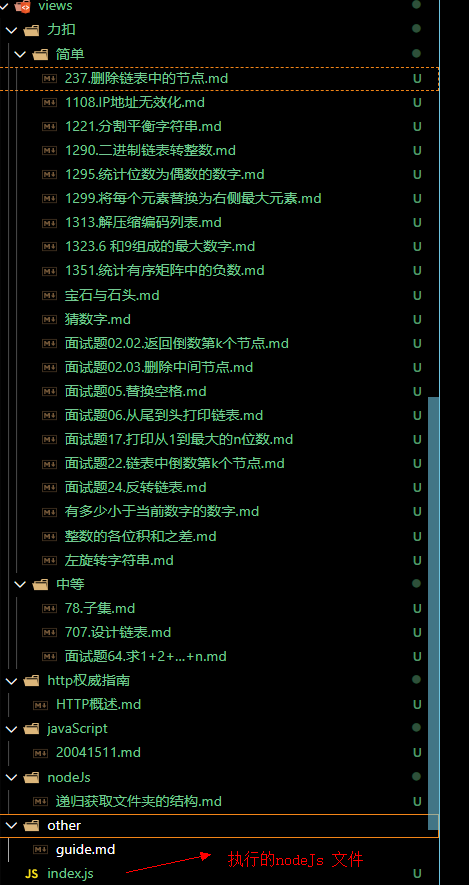 views
力扣
简单
237.删除链表中的节点.md U
1108.IP地址无效化.md U
1221.分割平衡字符串.md U
1290.二进制链表转整数.md U
1295.统计位数为偶数的数字.md U
1299.将每个元素替换为右侧最大元素.md U
1313.解压缩编码列表.md U
1323.6 和9组成的最大数字.md U
1351.统计有序矩阵中的负数.md U
宝石与石头.md U
猜数字.md U
面试题02.02.返回倒数第k个节点.md U
面试题02.03.删除中间节点.md U
面试题05.替换空格.md U
面试题06.从尾到头打印链表.md U
面试题17.打印从1到最大的n位数.md U
面试题22.链表中倒数第k个节点.md U
面试题24.反转链表.md U
有多少小于当前数字的数字.md U
整数的各位积和之差.md U
左旋转字符串.md U
中等
78.子集.md U
707.设计链表.md U
面试题64.求1+2+...+n.md U
http权威指南
HTTP概述.md U
javaScript
20041511.md U
nodeJs
递归获取文件夹的结构.md U
other
guide.md
index.js 执行的nodeJs 文件 U